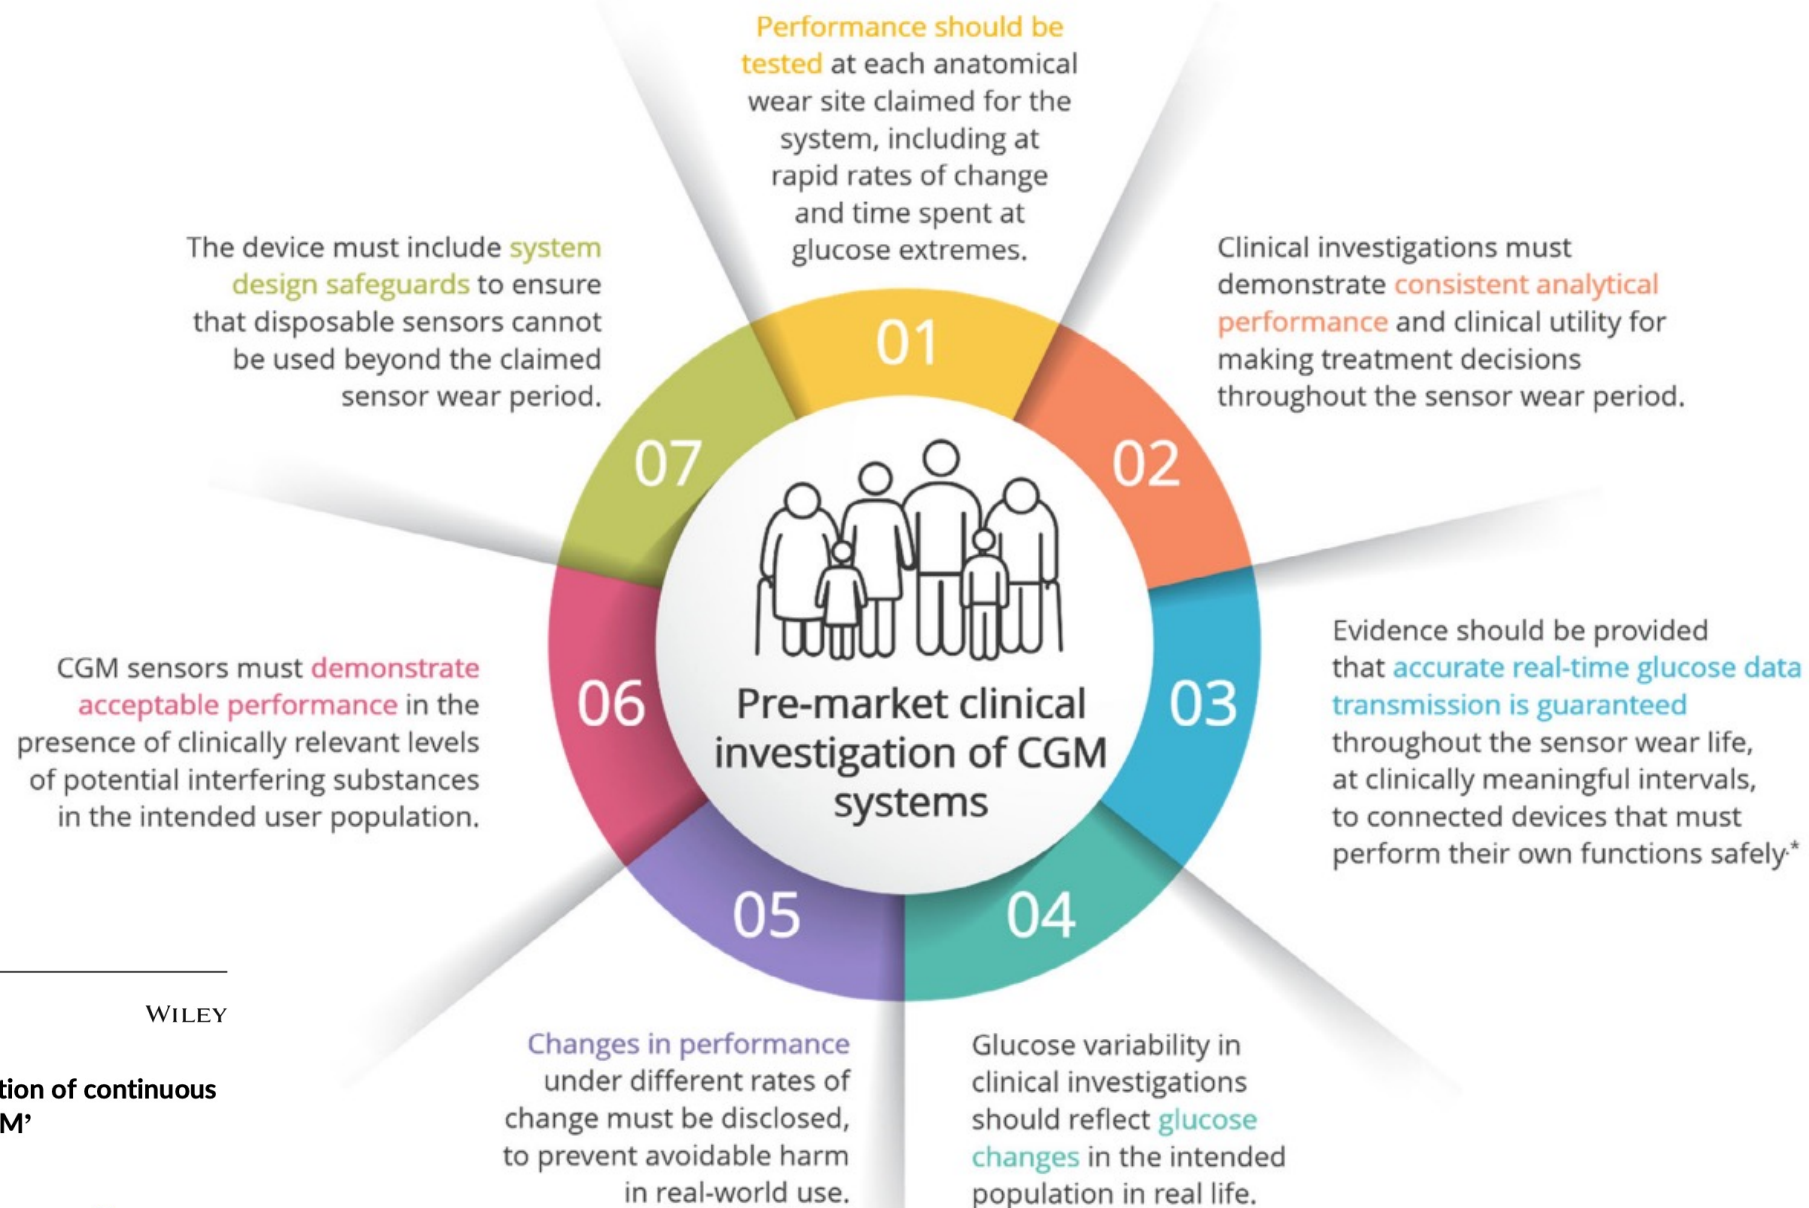 Performance should be
tested at each anatomical
wear site claimed for the
system, including at
rapid rates of change
and time spent at
glucose extremes.
01
Clinical investigations must
demonstrate consistent analytical
performance and clinical utility for
making treatment decisions
throughout the sensor wear period.
02
Evidence should be provided
that accurate real-time glucose data
transmission is guaranteed
throughout the sensor wear life,
at clinically meaningful intervals,
to connected devices that must
perform their own functions safely.*
03
Glucose variability in
clinical investigations
should reflect glucose
changes in the intended
population in real life.
04
Changes in performance
under different rates of
change must be disclosed,
to prevent avoidable harm
in real-world use.
05
CGM sensors must demonstrate
acceptable performance in the
presence of clinically relevant levels
of potential interfering substances
in the intended user population.
06
The device must include system
design safeguards to ensure
that disposable sensors cannot
be used beyond the claimed
sensor wear period.
07
Pre-market clinical
investigation of CGM
systems
WILEY
tion of continuous
M’